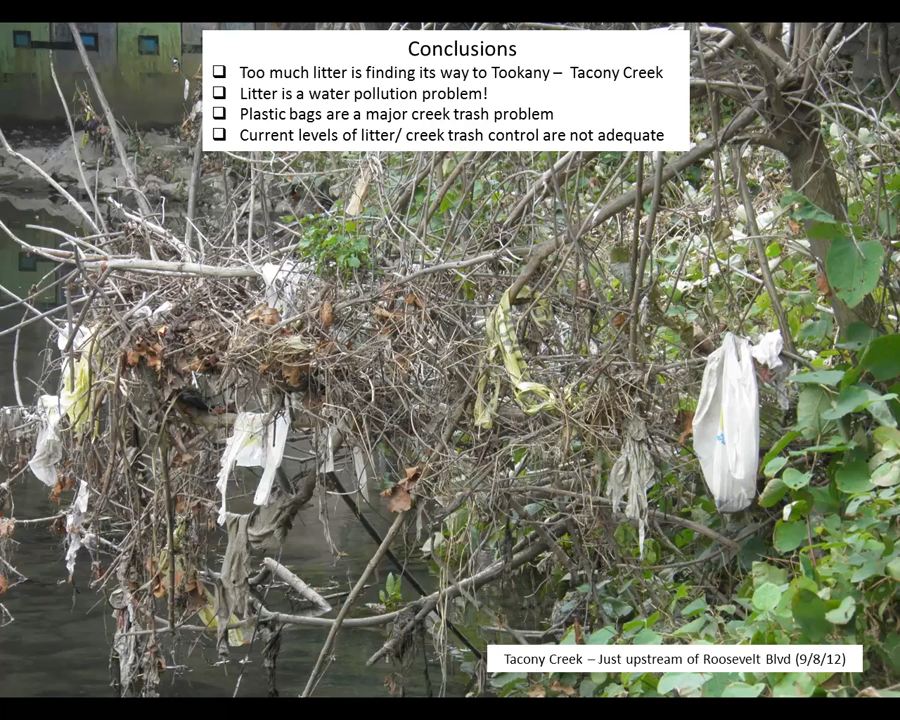 Conclusions
❑ Too much litter is finding its way to Tookany – Tacony Creek
❑ Litter is a water pollution problem!
❑ Plastic bags are a major creek trash problem
❑ Current levels of litter/ creek trash control are not adequate
Tacony Creek – Just upstream of Roosevelt Blvd (9/8/12)